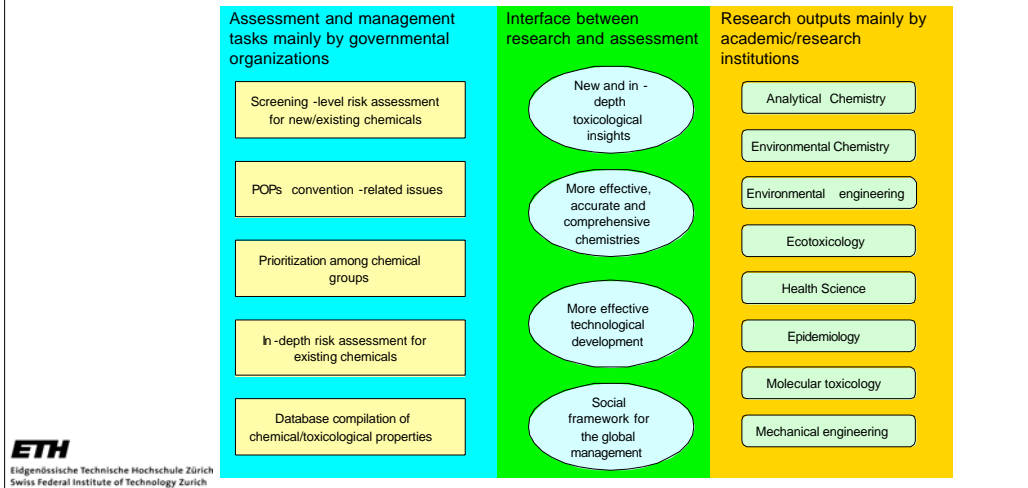 Assessment and management
tasks mainly by governmental
organizations
Screening -level risk assessment
for new/existing chemicals
POPs convention -related issues
Prioritization among chemical
groups
In -depth risk assessment for
existing chemicals
Database compilation of
chemical/toxicological properties
Interface between
research and assessment
New and in -
depth
toxicological
insights
More effective,
accurate and
comprehensive
chemistries
More effective
technological
development
Social
framework for
the global
management
Research outputs mainly by
academic/research
institutions
Analytical Chemistry
Environmental Chemistry
Environmental engineering
Ecotoxicology
Health Science
Epidemiology
Molecular toxicology
Mechanical engineering
ETH
Eidgenössische Technische Hochschule Zürich
Swiss Federal Institute of Technology Zurich